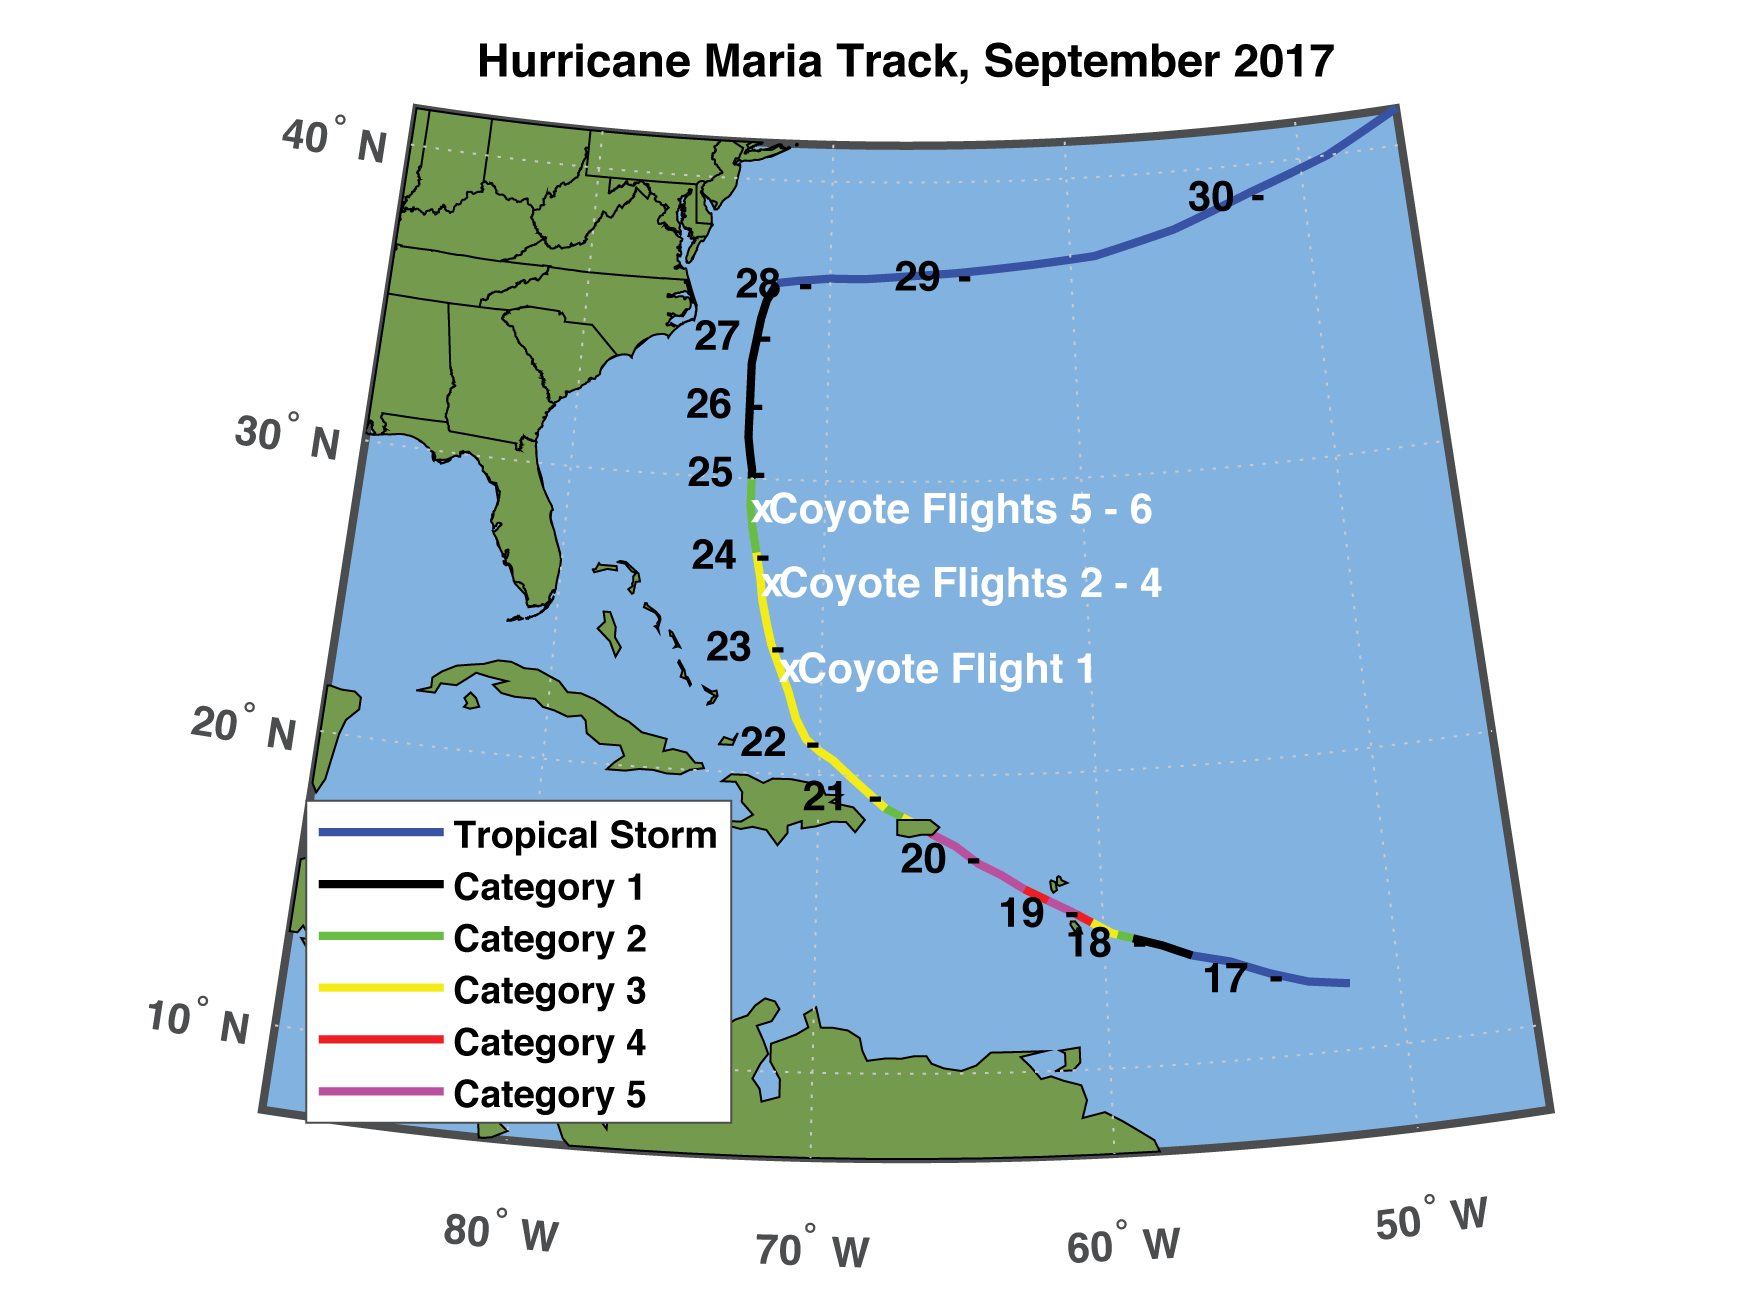 Hurricane Maria Track, September 2017
40° N
30° N
20° N
10° N
80° W
70° W
60° W
50° W
30 -
29 -
28 -
27 -
26 -
25 -
xCoyote Flights 5 - 6
24 -
xCoyote Flights 2 - 4
23 -
xCoyote Flight 1
22 -
21 -
20 -
19 -
18 -
17 -
Tropical Storm
Category 1
Category 2
Category 3
Category 4
Category 5